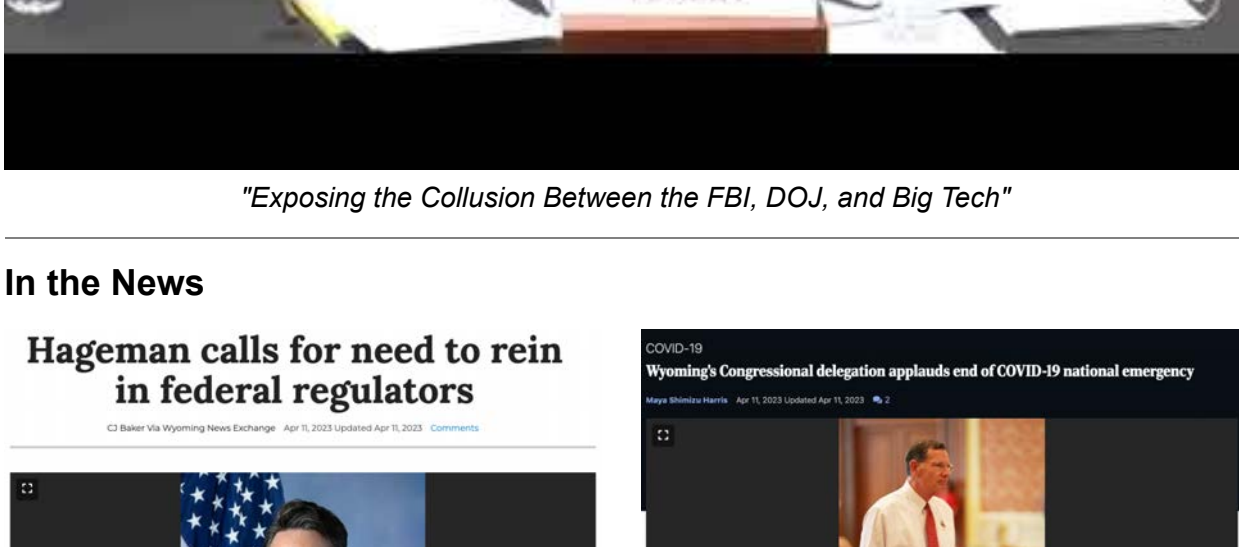 "Exposing the Collusion Between the FBI, DOJ, and Big Tech"
In the News
Hageman calls for need to rein
in federal regulators
CJ Baker Via Wyoming News Exchange Apr 11, 2023 Updated Apr 11, 2023 Comments
COVID-19
Wyoming's Congressional delegation applauds end of COVID-19 national emergency
Maya Shimizu Harris Apr 11, 2023 Updated Apr 11, 2023 2